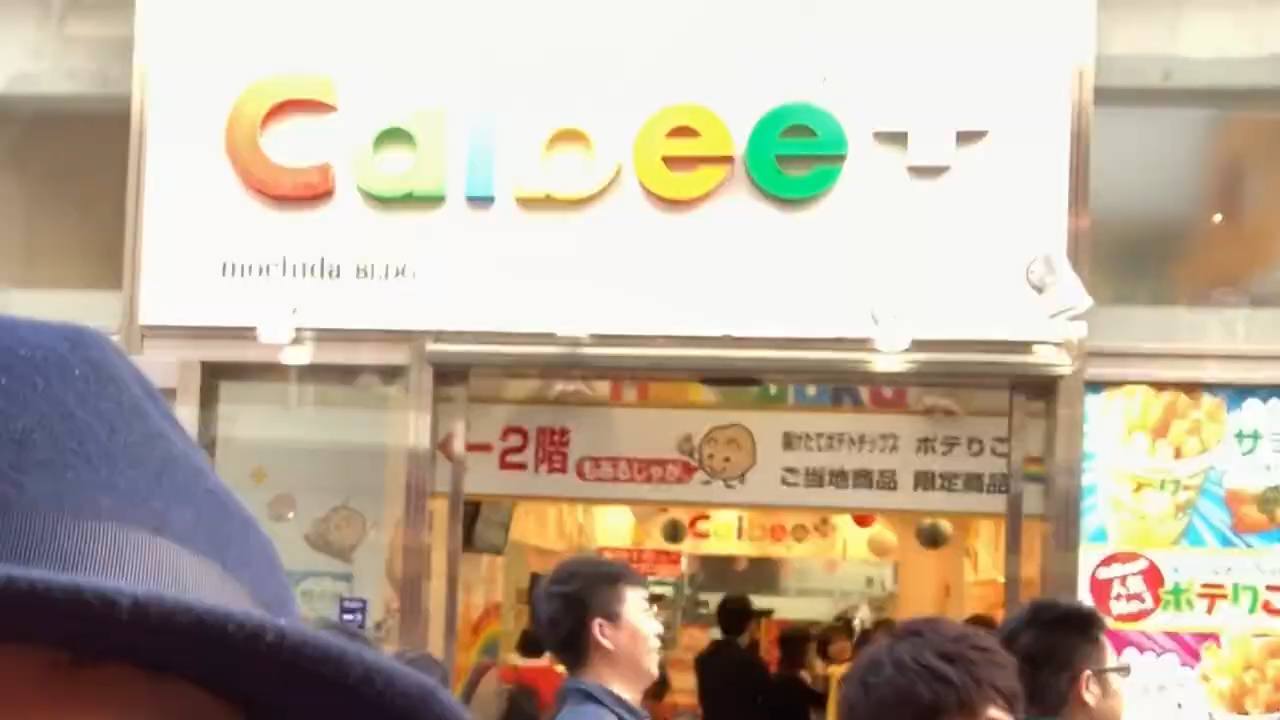 Calbee+
mochida BLDG
2階
もみるじゃが
揚げたてポテトチップス ポテりこ
ご当地商品 限定商品
Calbee+
サ
ポテりこ